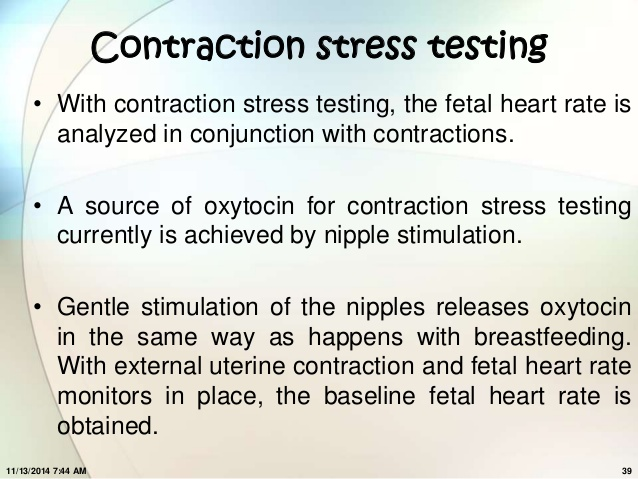 Contraction stress testing
• With contraction stress testing, the fetal heart rate is
analyzed in conjunction with contractions.
• A source of oxytocin for contraction stress testing
currently is achieved by nipple stimulation.
• Gentle stimulation of the nipples releases oxytocin
in the same way as happens with breastfeeding.
With external uterine contraction and fetal heart rate
monitors in place, the baseline fetal heart rate is
obtained.
11/13/2014 7:44 AM
39